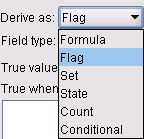 Derive as: Flag
Field type: Formula
Flag
True value Set
State
True when Count
Conditional